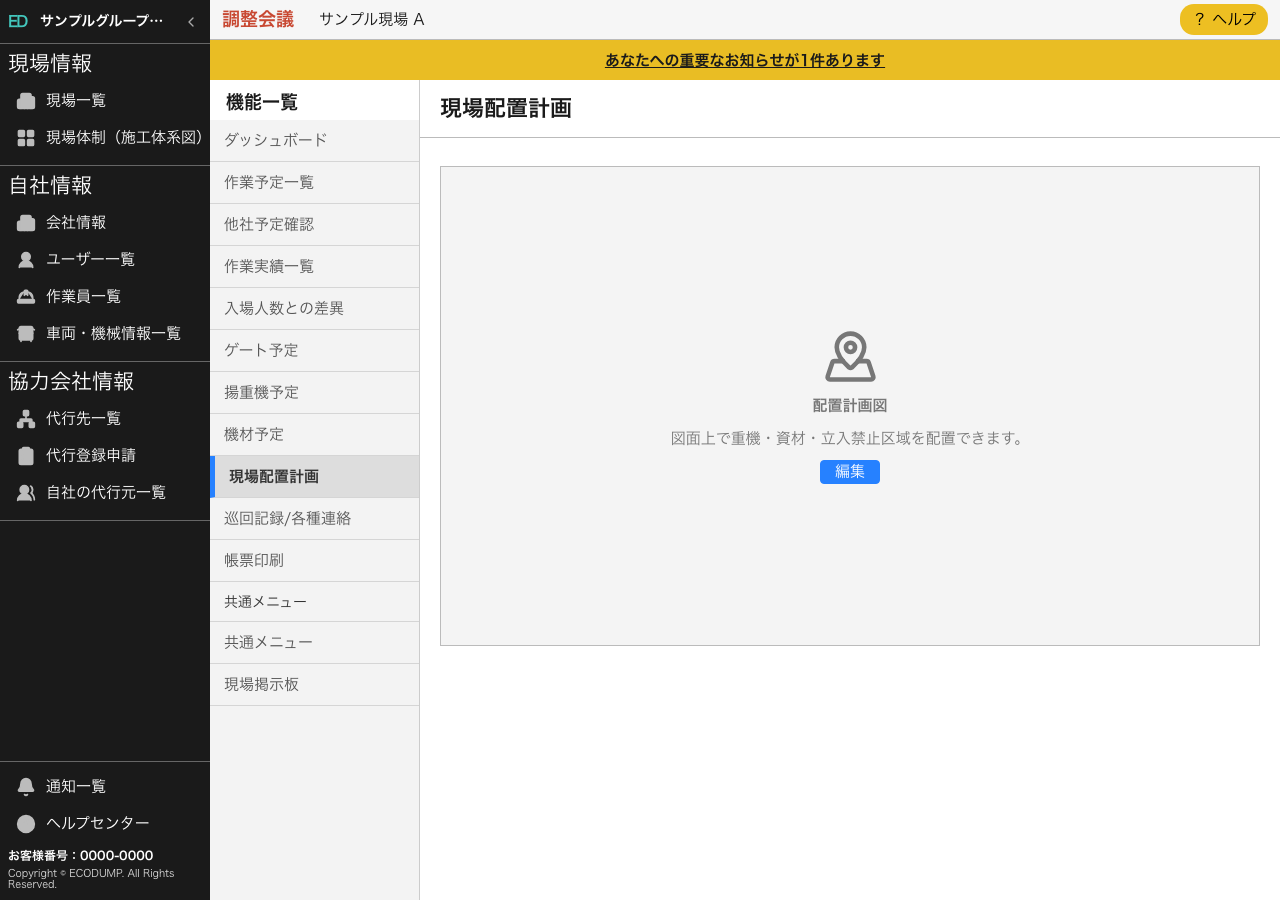 ED サンプルグループ…
現場情報
現場一覧
現場体制（施工体系図）
自社情報
会社情報
ユーザー一覧
作業員一覧
車両・機械情報一覧
協力会社情報
代行先一覧
代行登録申請
自社の代行元一覧
通知一覧
ヘルプセンター
お客様番号：0000-0000
Copyright © ECODUMP. All Rights
Reserved.
調整会議 サンプル現場 A
？ ヘルプ
あなたへの重要なお知らせが1件あります
機能一覧
ダッシュボード
作業予定一覧
他社予定確認
作業実績一覧
入場人数との差異
ゲート予定
揚重機予定
機材予定
現場配置計画
巡回記録/各種連絡
帳票印刷
共通メニュー
共通メニュー
現場掲示板
現場配置計画
配置計画図
図面上で重機・資材・立入禁止区域を配置できます。
編集